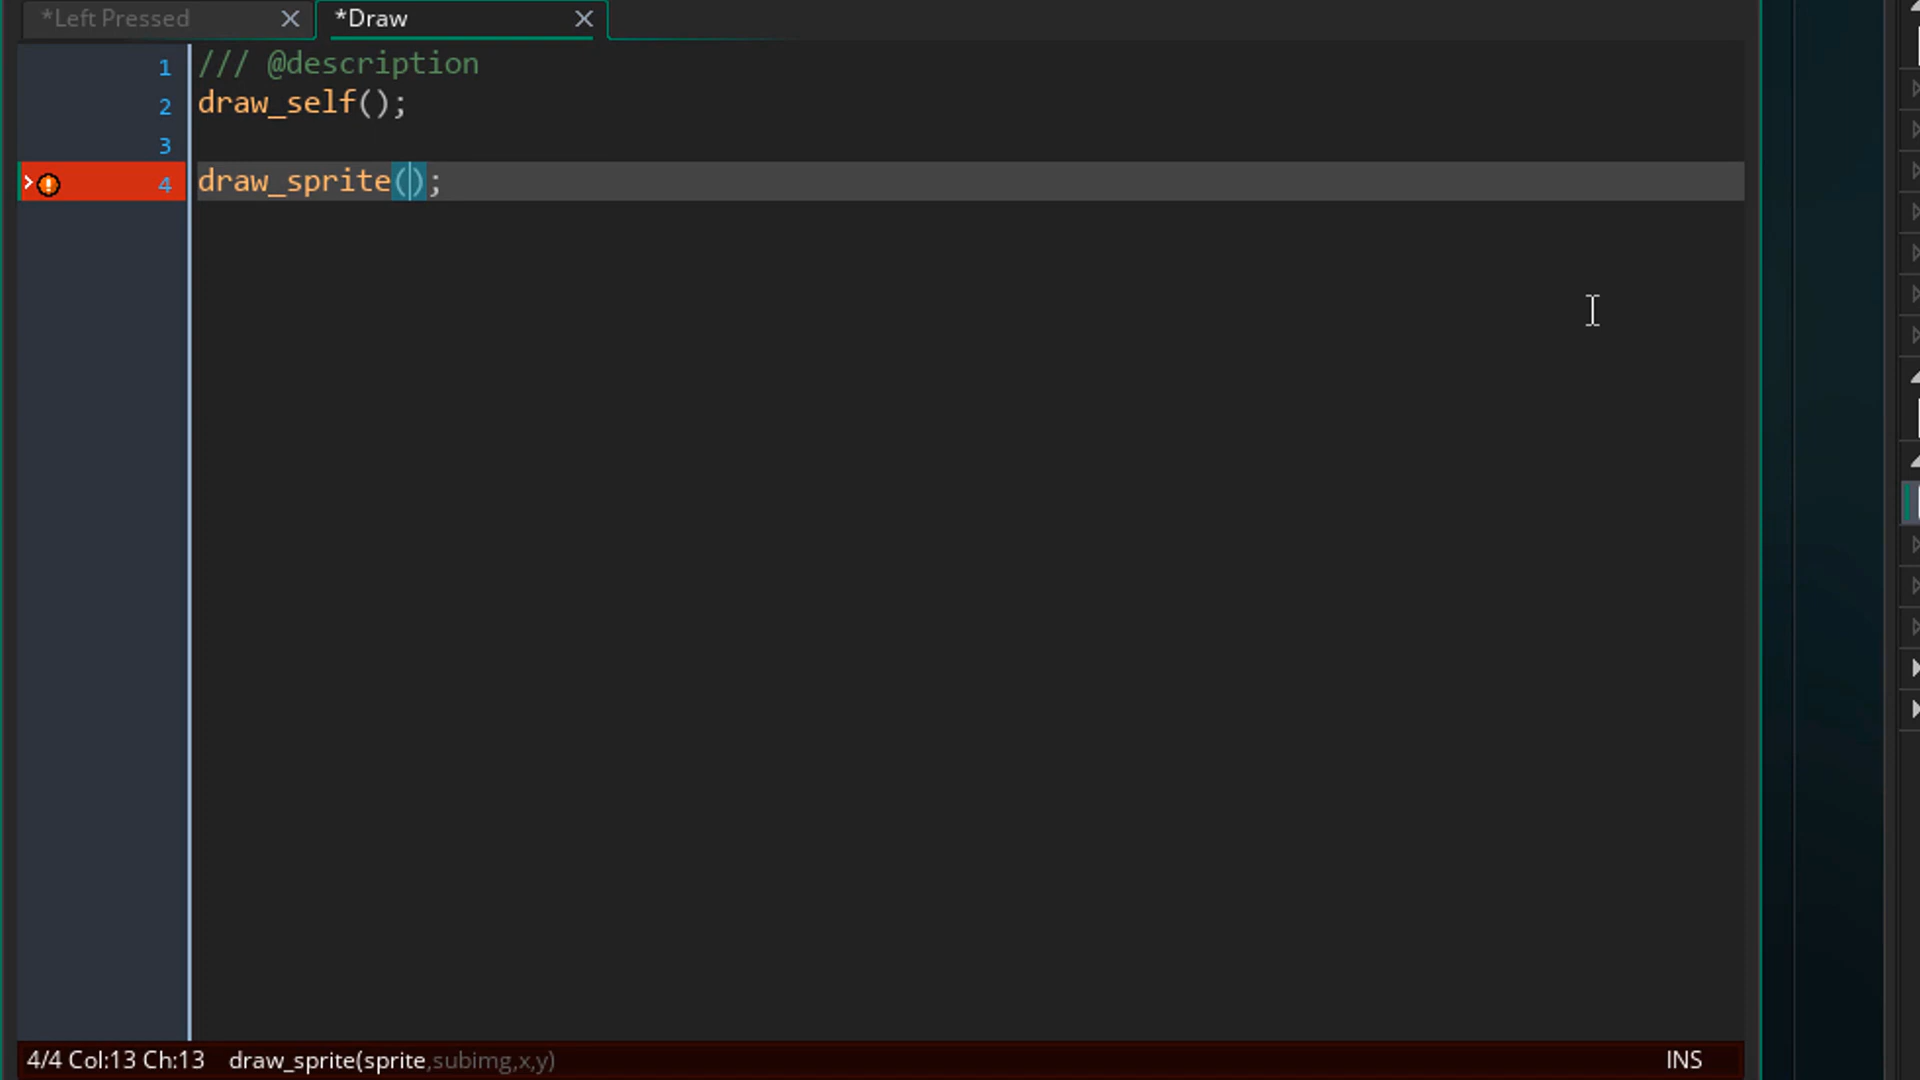 *Left Pressed
*Draw
1 /// @description
2 draw_self();
3
4 draw_sprite();
4/4 Col:13 Ch:13 draw_sprite(sprite,subimg,x,y) INS